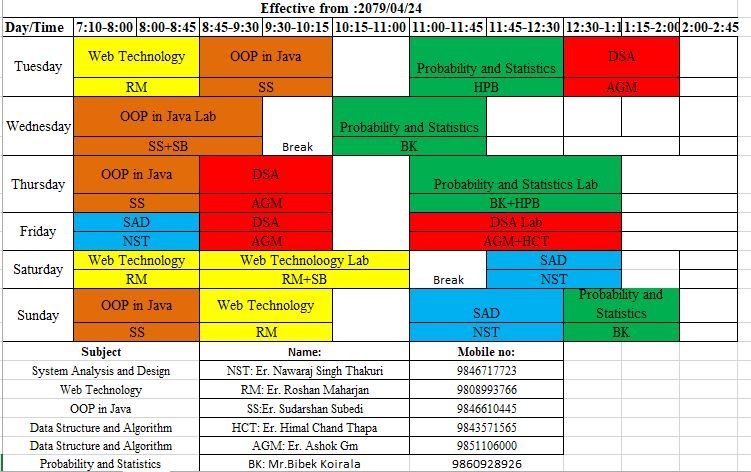 Effective from :2079/04/24
Day/Time 7:10-8:00 8:00-8:45 8:45-9:30 9:30-10:15 10:15-11:00 11:00-11:45 11:45-12:30 12:30-1:1 1:15-2:00 2:00-2:45
Tuesday Web Technology OOP in Java Probability and Statistics DSA
RM SS HPB AGM
Wednesday OOP in Java Lab Probability and Statistics
SS+SB Break BK
Thursday OOP in Java DSA Probability and Statistics Lab
SS AGM BK+HPB
Friday SAD DSA DSA Lab
NST AGM AGM+HCT
Saturday Web Technology Web Technoloogy Lab SAD
RM RM+SB Break NST
Sunday OOP in Java Web Technology SAD Probability and
Statistics
SS RM NST BK
Subject Name: Mobile no:
System Analysis and Design NST: Er. Nawaraj Singh Thakuri 9846717723
Web Technology RM: Er. Roshan Maharjan 9808993766
OOP in Java SS:Er. Sudarshan Subedi 9846610445
Data Structure and Algorithm HCT: Er. Himal Chand Thapa 9843571565
Data Structure and Algorithm AGM: Er. Ashok Gm 9851106000
Probability and Statistics BK: Mr.Bibek Koirala 9860928926